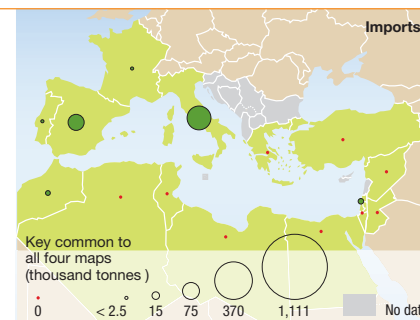 Imports
Key common to
all four maps
(thousand tonnes )
0 < 2.5 15 75 370 1,111 No dat